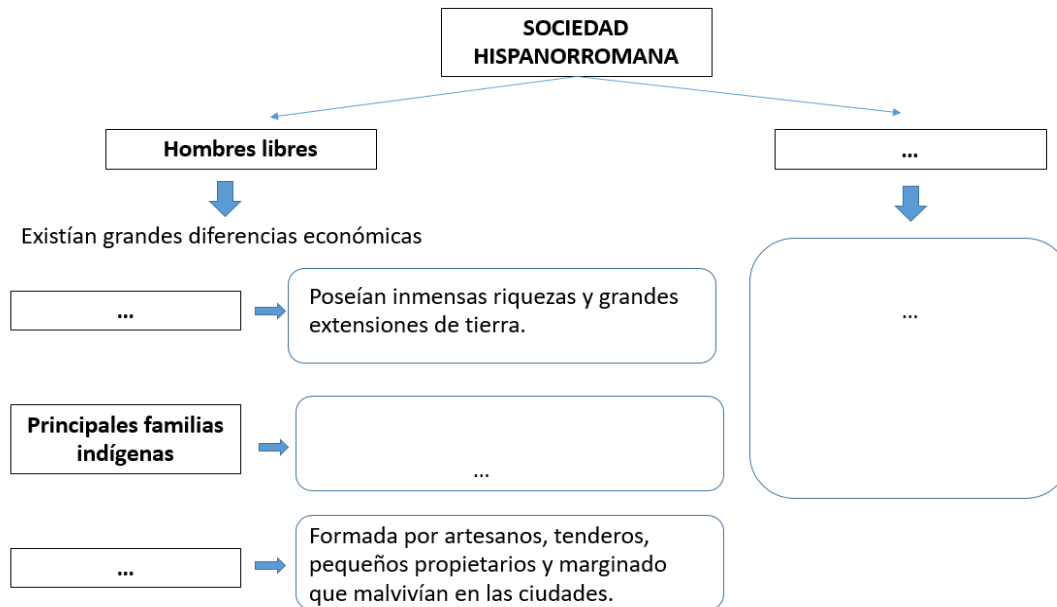 SOCIEDAD
HISPANORROMANA
Hombres libres
...
Existían grandes diferencias económicas
...
Poseían inmensas riquezas y grandes
extensiones de tierra.
...
Principales familias
indígenas
...
...
Formada por artesanos, tenderos,
pequeños propietarios y marginado
que malvivían en las ciudades.